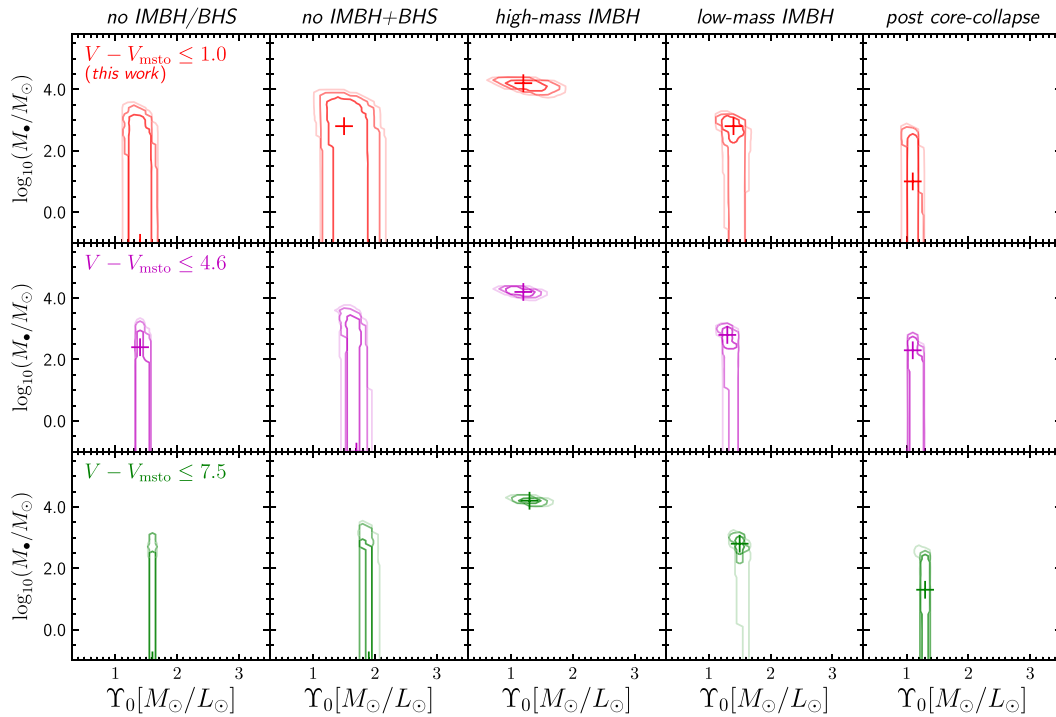 no IMBH/BHS no IMBH+BHS high-mass IMBH low-mass IMBH post core-collapse
V − V_msto ≤ 1.0
(this work)
log₁₀(M●/M⊙)
4.0
2.0
0.0
V − V_msto ≤ 4.6
log₁₀(M●/M⊙)
4.0
2.0
0.0
V − V_msto ≤ 7.5
log₁₀(M●/M⊙)
4.0
2.0
0.0
1 2 3 1 2 3 1 2 3 1 2 3 1 2 3
ϒ₀[M⊙/L⊙] ϒ₀[M⊙/L⊙] ϒ₀[M⊙/L⊙] ϒ₀[M⊙/L⊙] ϒ₀[M⊙/L⊙]